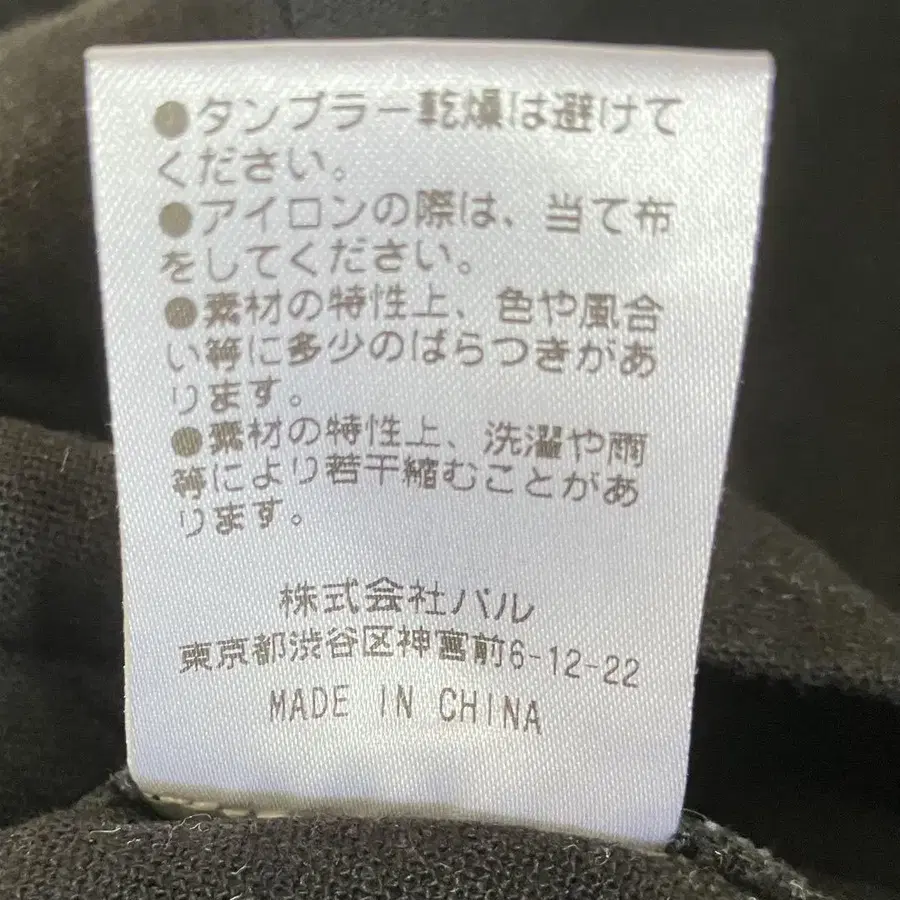 ●タンブラー乾燥は避けて
ください。
●アイロンの際は、当て布
をしてください。
●素材の特性上、色や風合
い等に多少のばらつきがあ
ります。
●素材の特性上、洗濯や雨
等により若干縮むことがあ
ります。
株式会社パル
東京都渋谷区神宮前6-12-22
MADE IN CHINA